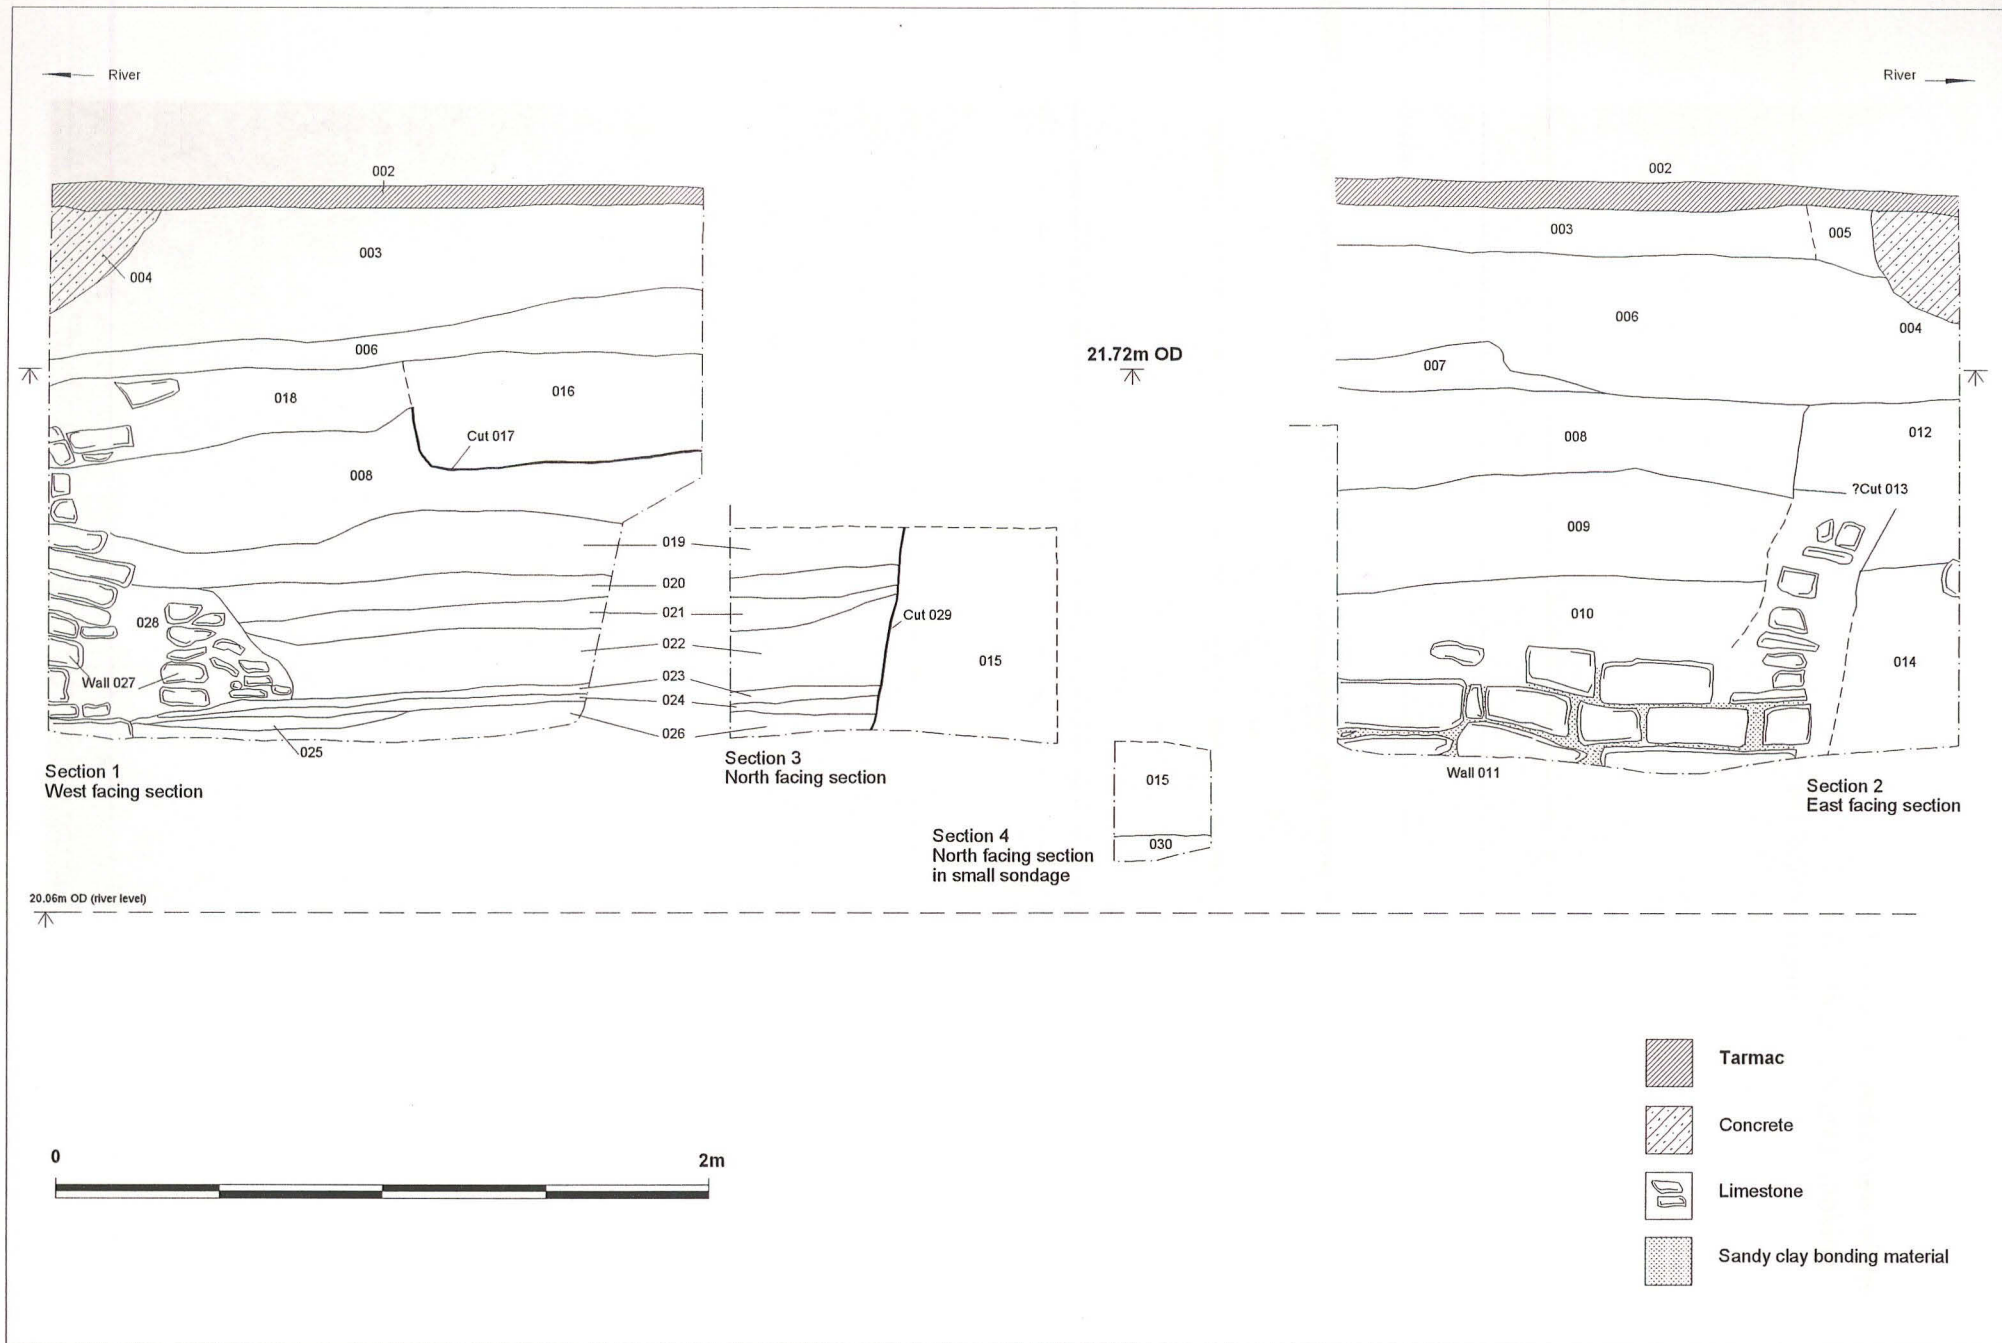 River
River
002
003
004
006
018
016
Cut 017
008
019
020
021
022
023
024
026
028
Wall 027
025
Section 1
West facing section
Cut 029
015
Section 3
North facing section
21.72m OD
015
030
Section 4
North facing section
in small sondage
002
003
005
006
004
007
008
012
?Cut 013
009
010
014
Wall 011
Section 2
East facing section
20.06m OD (river level)
0
2m
Tarmac
Concrete
Limestone
Sandy clay bonding material